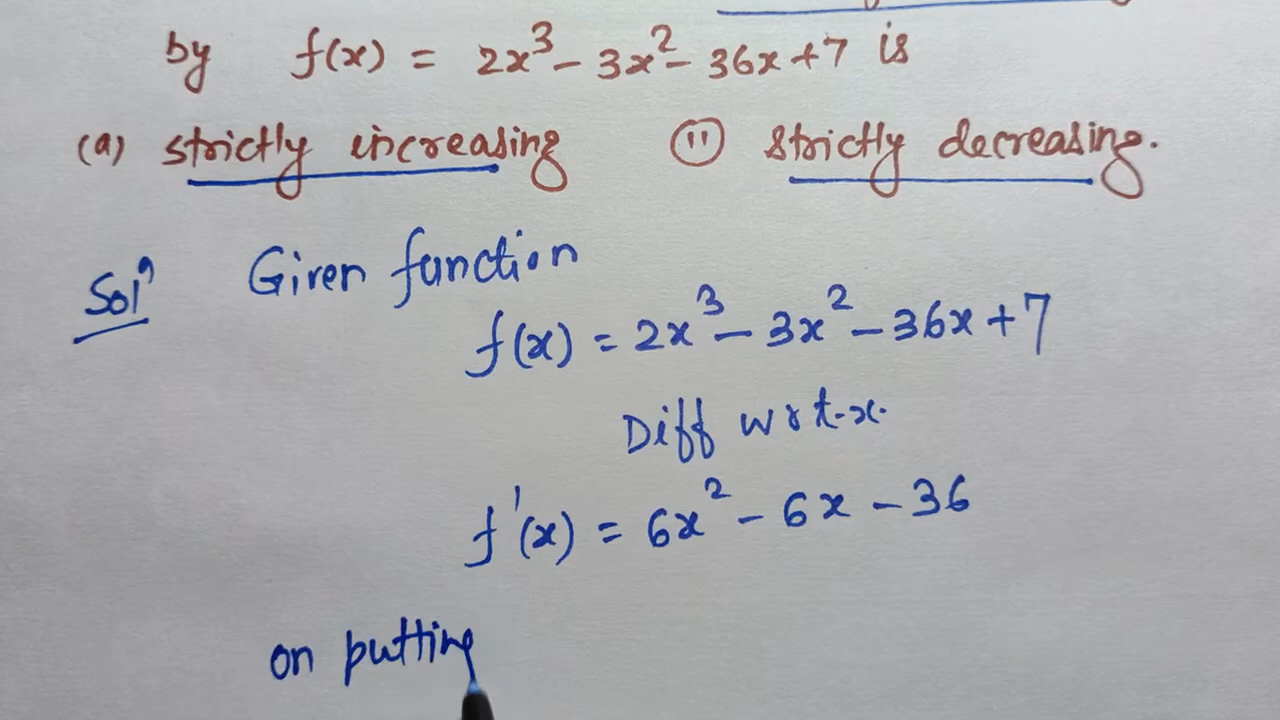 by f(x) = 2x³ - 3x² - 36x + 7 is
(a) strictly increasing (ii) strictly decreasing.
Solⁿ Given function
f(x) = 2x³ - 3x² - 36x + 7
Diff w r t. x.
f'(x) = 6x² - 6x - 36
on putting